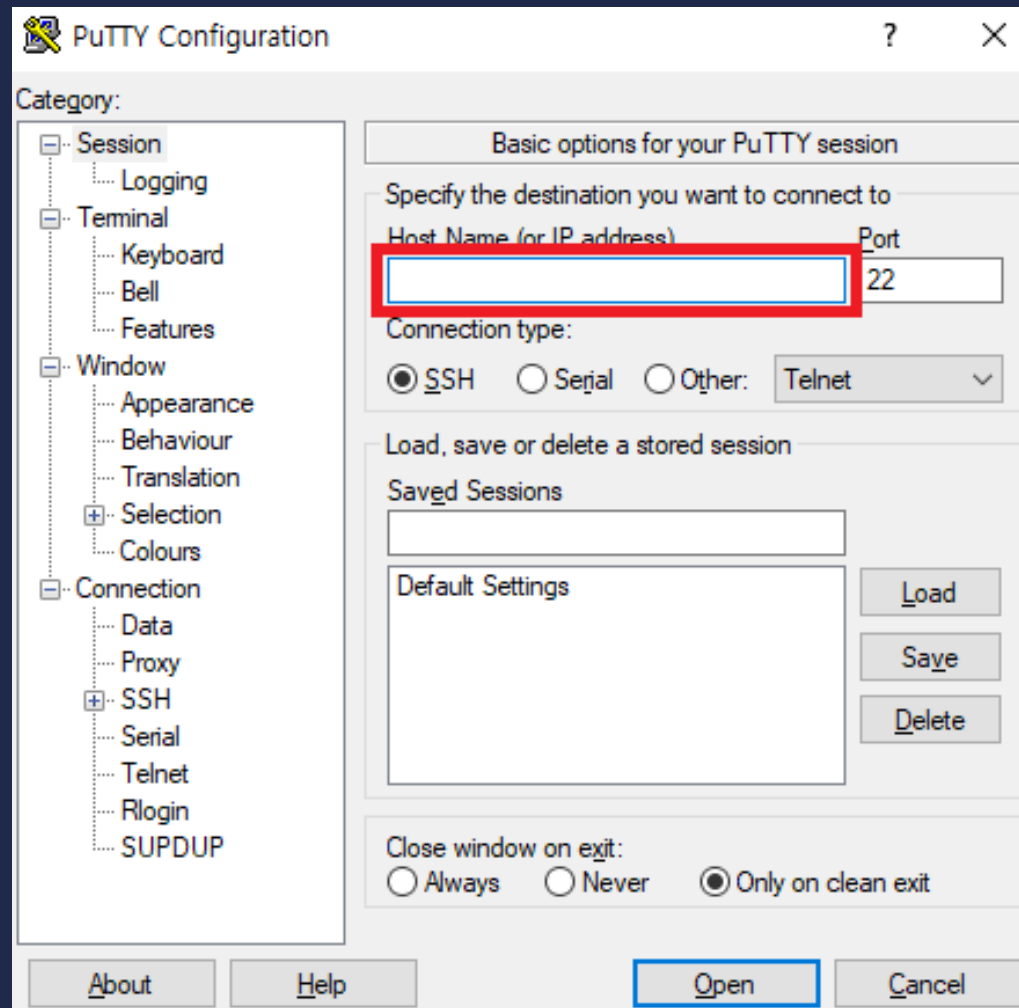 PuTTY Configuration
?
Category:
Session
Logging
Terminal
Keyboard
Bell
Features
Window
Appearance
Behaviour
Translation
Selection
Colours
Connection
Data
Proxy
SSH
Serial
Telnet
Rlogin
SUPDUP
Basic options for your PuTTY session
Specify the destination you want to connect to
Host Name (or IP address) Port
22
Connection type:
SSH Serial Other: Telnet
Load, save or delete a stored session
Saved Sessions
Default Settings
Load
Save
Delete
Close window on exit:
Always Never Only on clean exit
About Help Open Cancel